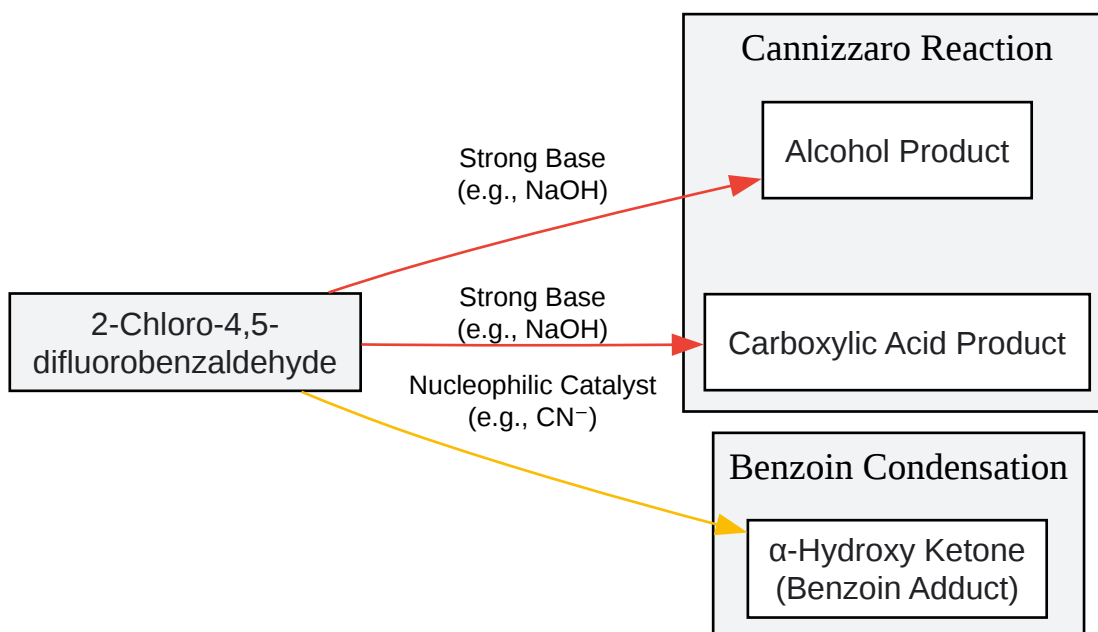 Cannizzaro Reaction
Alcohol Product
Strong Base
(e.g., NaOH)
2-Chloro-4,5-
difluorobenzaldehyde
Strong Base
(e.g., NaOH)
Carboxylic Acid Product
Nucleophilic Catalyst
(e.g., CN⁻)
Benzoin Condensation
α-Hydroxy Ketone
(Benzoin Adduct)